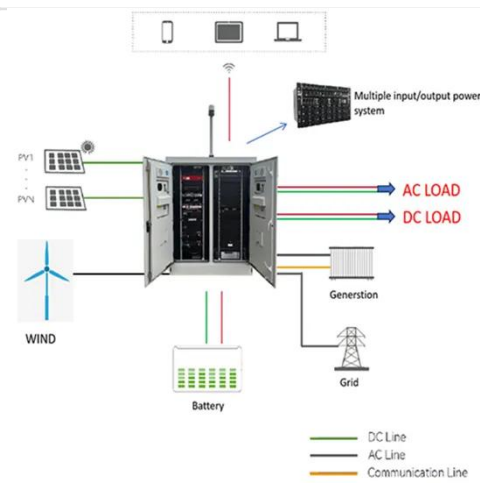 Multiple input/output power
system
PV1
PVN
AC LOAD
DC LOAD
Generstion
WIND
Grid
Battery
DC Line
AC Line
Communication Line